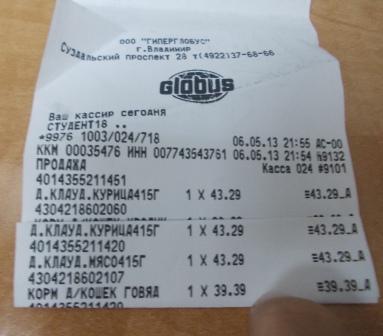 ООО "ГИПЕРГЛОБУС"
г.Владимир
Суздальский проспект 28 т(4922)37-68-66
Globus
Ваш кассир сегодня
СТУДЕНТ18 ..
*9976 1003/024/718 06.05.13 21:55 АС-00
ККМ 00035476 ИНН 007743543761 06.05.13 21:54 №9132
ПРОДАЖА Касса 024 #9101
4014355211451
Д.КЛАУД.КУРИЦА415Г 1 X 43.29 ≡43.29_А
4304218602060
Д.КЛАУД.КУРИЦА415Г 1 X 43.29 ≡43.29_А
4014355211420
Д.КЛАУД.МЯСО415Г 1 X 43.29 ≡43.29_А
4304218602107
КОРМ Д/КОШЕК ГОВЯД 1 X 39.39 ≡39.39_А
4014355211420